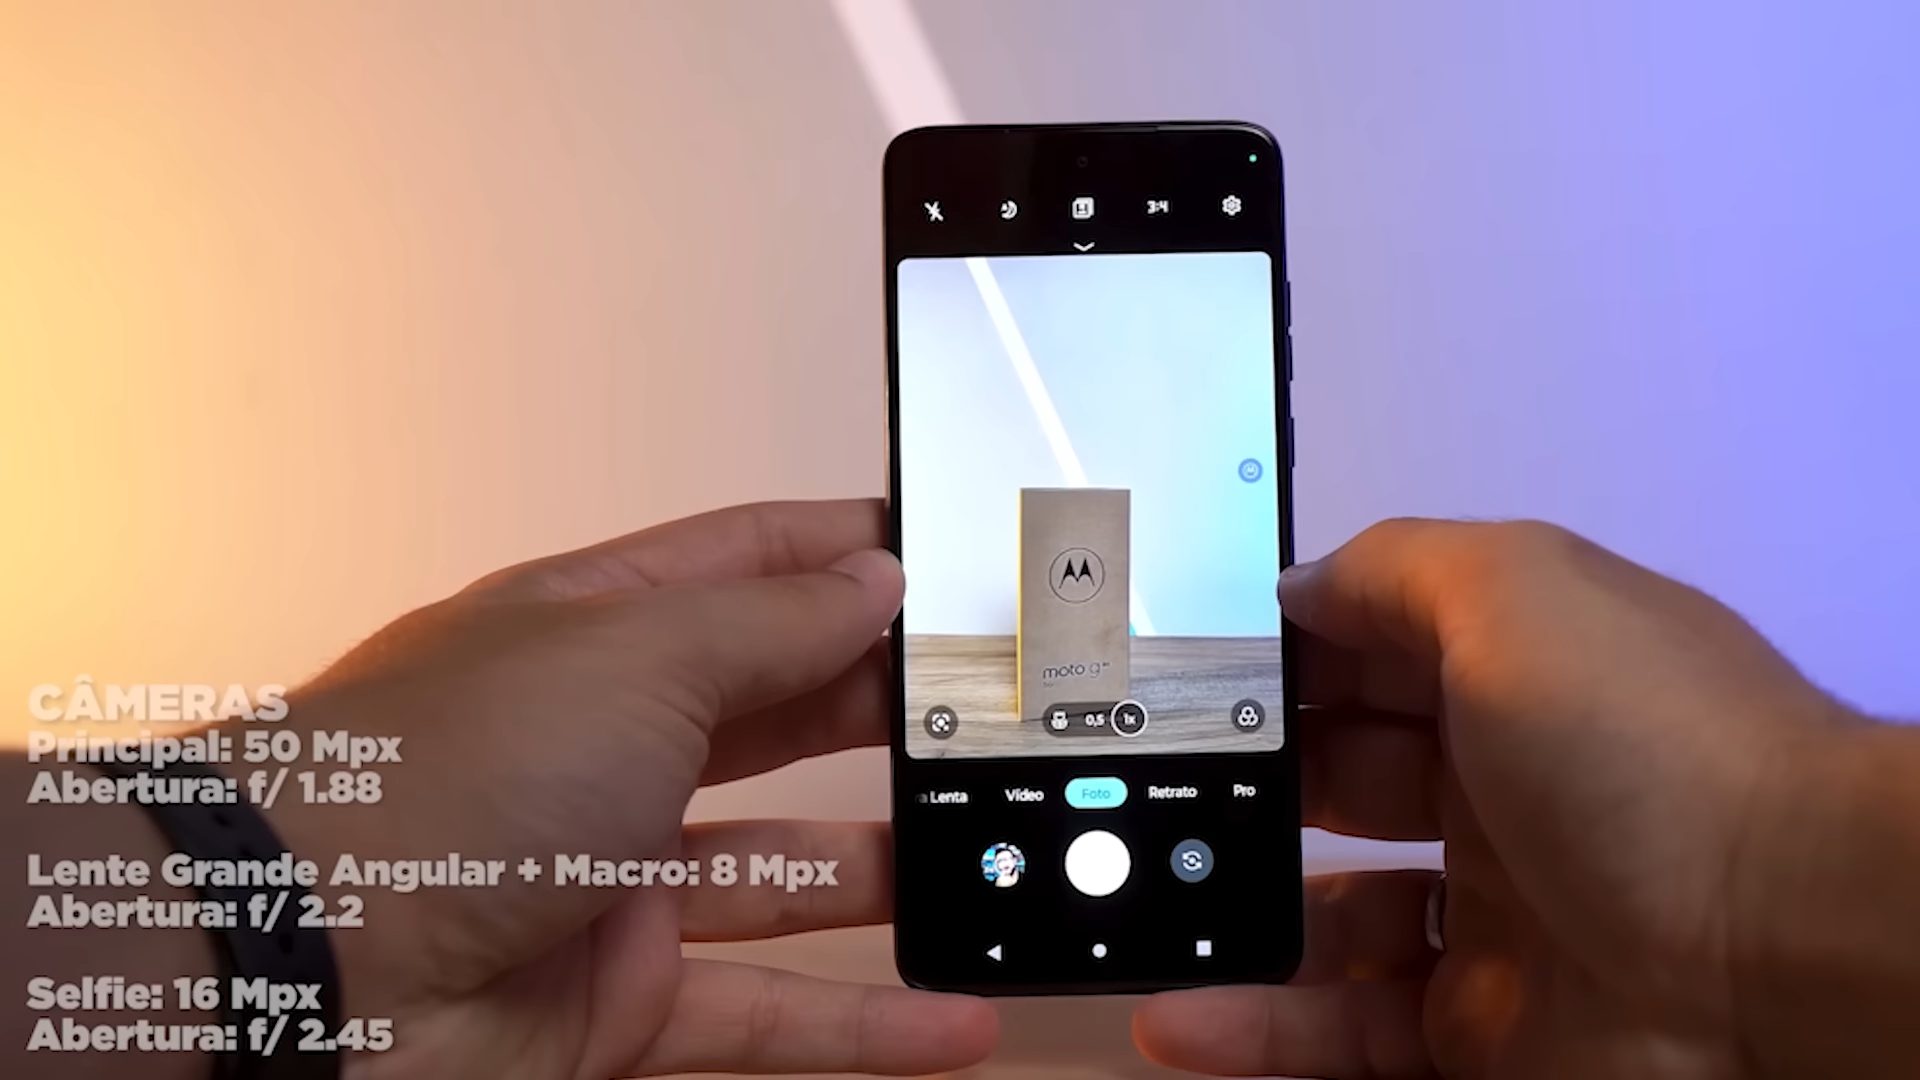 CÂMERAS
Principal: 50 Mpx
Abertura: f/ 1.88
Lente Grande Angular + Macro: 8 Mpx
Abertura: f/ 2.2
Selfie: 16 Mpx
Abertura: f/ 2.45
3:4
moto g
0,5 1x
a Lenta Vídeo Foto Retrato Pro